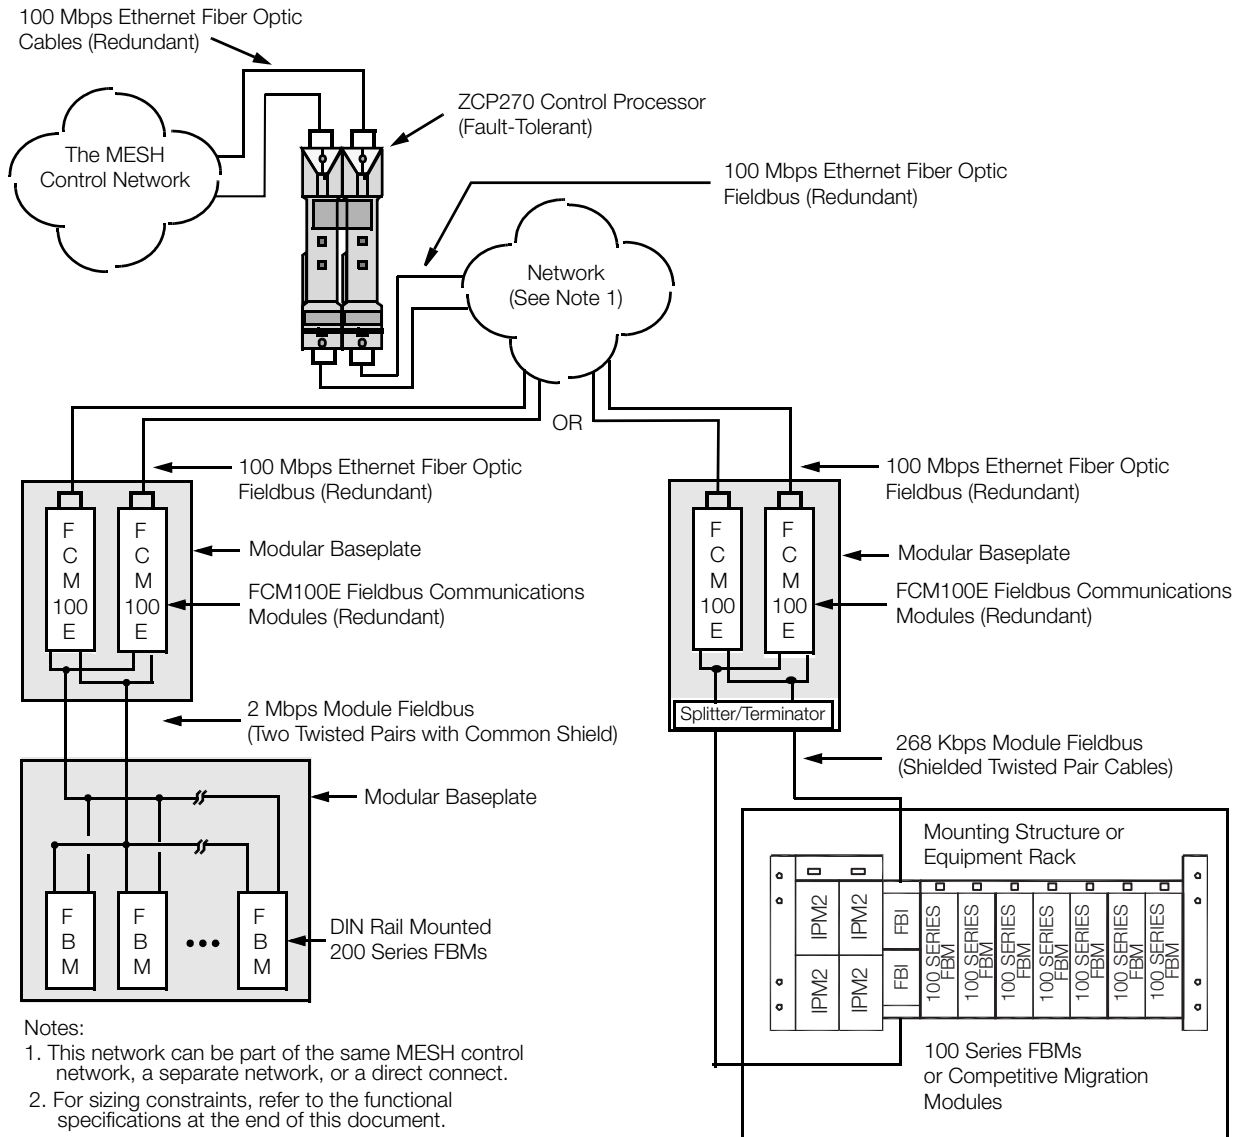 100 Mbps Ethernet Fiber Optic
Cables (Redundant)
ZCP270 Control Processor
(Fault-Tolerant)
The MESH
Control Network
100 Mbps Ethernet Fiber Optic
Fieldbus (Redundant)
Network
(See Note 1)
OR
100 Mbps Ethernet Fiber Optic
Fieldbus (Redundant)
F
C
M
100
E
F
C
M
100
E
Modular Baseplate
FCM100E Fieldbus Communications
Modules (Redundant)
2 Mbps Module Fieldbus
(Two Twisted Pairs with Common Shield)
Modular Baseplate
F
B
M
F
B
M
•••
F
B
M
DIN Rail Mounted
200 Series FBMs
100 Mbps Ethernet Fiber Optic
Fieldbus (Redundant)
F
C
M
100
E
F
C
M
100
E
Modular Baseplate
FCM100E Fieldbus Communications
Modules (Redundant)
Splitter/Terminator
268 Kbps Module Fieldbus
(Shielded Twisted Pair Cables)
Mounting Structure or
Equipment Rack
IPM2
IPM2
IPM2
IPM2
FBI
FBI
100 SERIES
FBM
100 SERIES
FBM
100 SERIES
FBM
100 SERIES
FBM
100 SERIES
FBM
100 SERIES
FBM
100 SERIES
FBM
100 Series FBMs
or Competitive Migration
Modules
Notes:
1. This network can be part of the same MESH control
network, a separate network, or a direct connect.
2. For sizing constraints, refer to the functional
specifications at the end of this document.